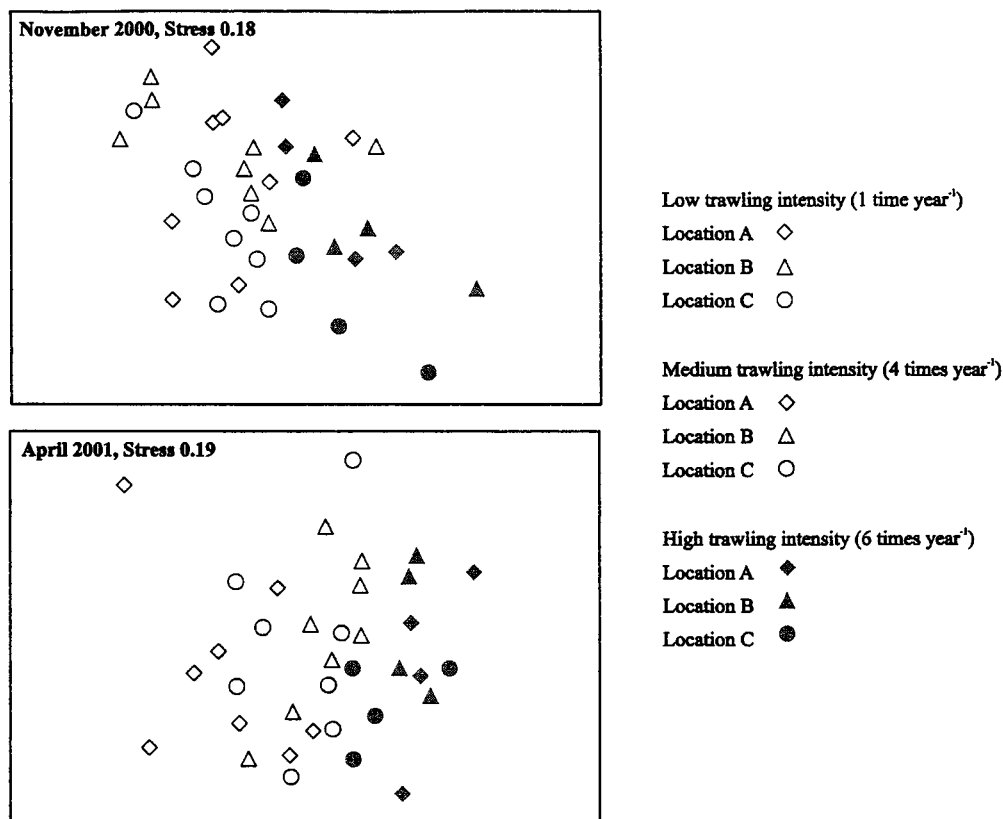 November 2000, Stress 0.18
April 2001, Stress 0.19
Low trawling intensity (1 time year⁻¹)
Location A
Location B
Location C
Medium trawling intensity (4 times year⁻¹)
Location A
Location B
Location C
High trawling intensity (6 times year⁻¹)
Location A
Location B
Location C